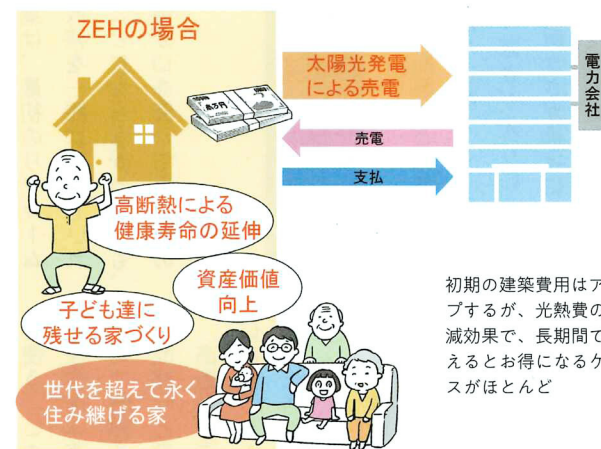 ZEHの場合
太陽光発電
による売電
電力会社
売電
支払
高断熱による
健康寿命の延伸
資産価値
向上
子ども達に
残せる家づくり
世代を超えて永く
住み継げる家
初期の建築費用はア
プするが、光熱費の
減効果で、長期間で
えるとお得になるケ
スがほとんど